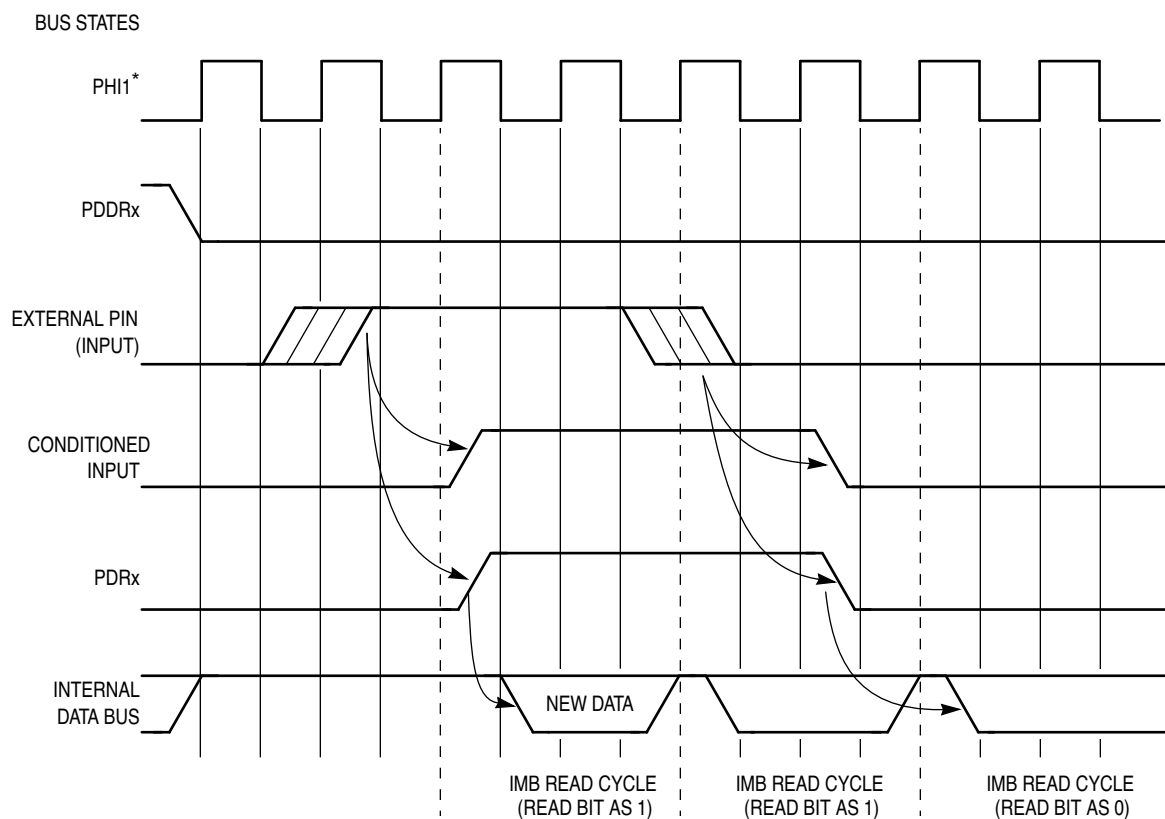 BUS STATES
PHI1*
PDDRx
EXTERNAL PIN
(INPUT)
CONDITIONED
INPUT
PDRx
INTERNAL
DATA BUS
NEW DATA
IMB READ CYCLE
(READ BIT AS 1)
IMB READ CYCLE
(READ BIT AS 1)
IMB READ CYCLE
(READ BIT AS 0)